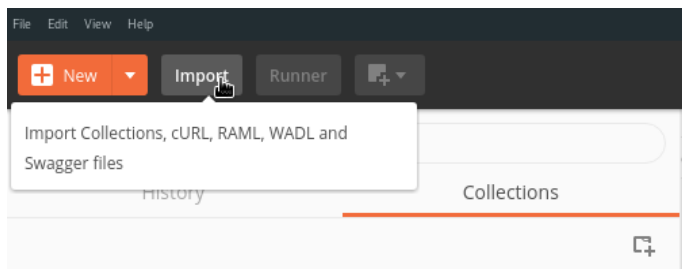 File Edit View Help
New Import Runner
Import Collections, cURL, RAML, WADL and
Swagger files
History Collections